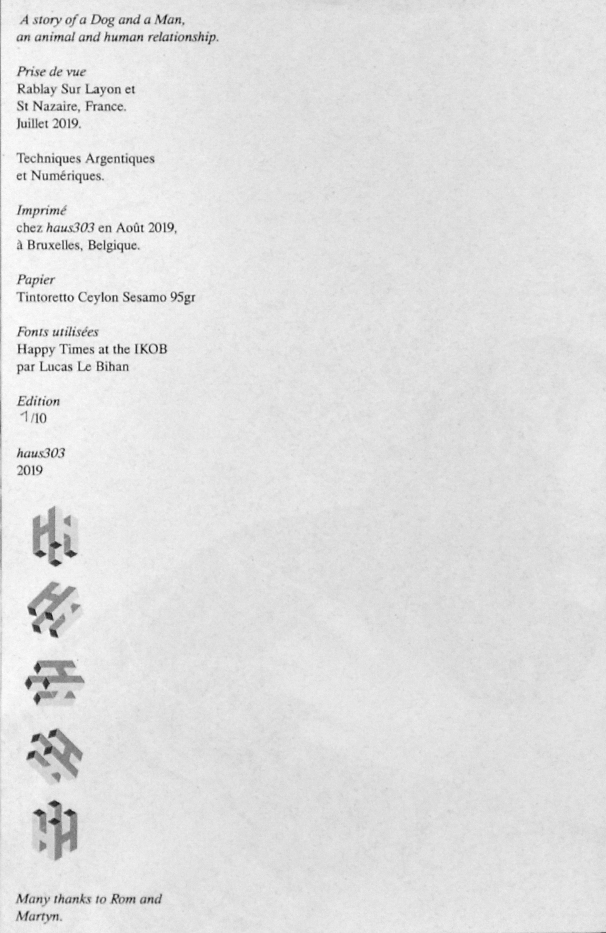 A story of a Dog and a Man,
an animal and human relationship.
Prise de vue
Rablay Sur Layon et
St Nazaire, France.
Juillet 2019.
Techniques Argentiques
et Numériques.
Imprimé
chez haus303 en Août 2019,
à Bruxelles, Belgique.
Papier
Tintoretto Ceylon Sesamo 95gr
Fonts utilisées
Happy Times at the IKOB
par Lucas Le Bihan
Edition
1/10
haus303
2019
Many thanks to Rom and
Martyn.